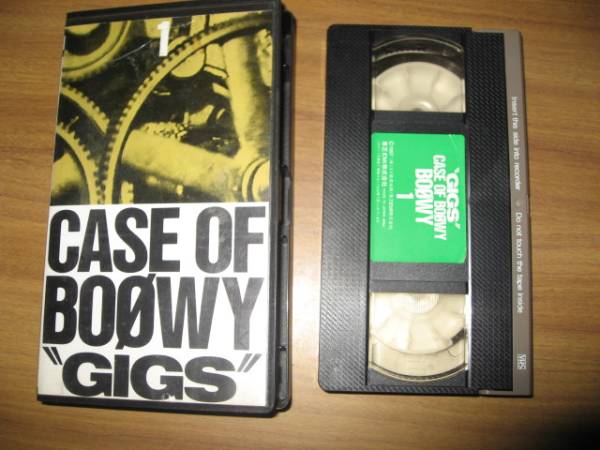 1
CASE OF
BOØWY
"GIGS"
"GIGS"
CASE OF BOØWY
BOØWY
1
Insert this side into recorder
Do not touch the tape inside
VHS